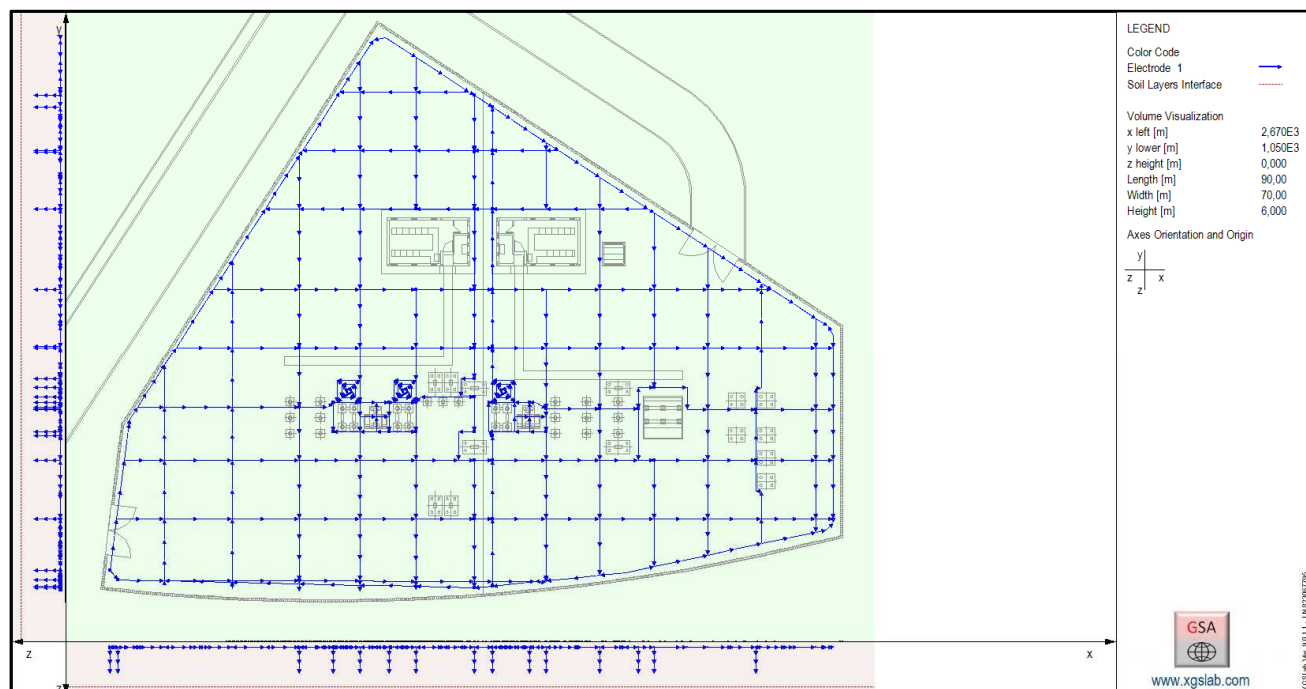 y
LEGEND
Color Code
Electrode 1
Soil Layers Interface
Volume Visualization
x left [m] 2,670E3
y lower [m] 1,050E3
z height [m] 0,000
Length [m] 90,00
Width [m] 70,00
Height [m] 6,000
Axes Orientation and Origin
y
z x
z
z x
z
GSA
www.xgslab.com